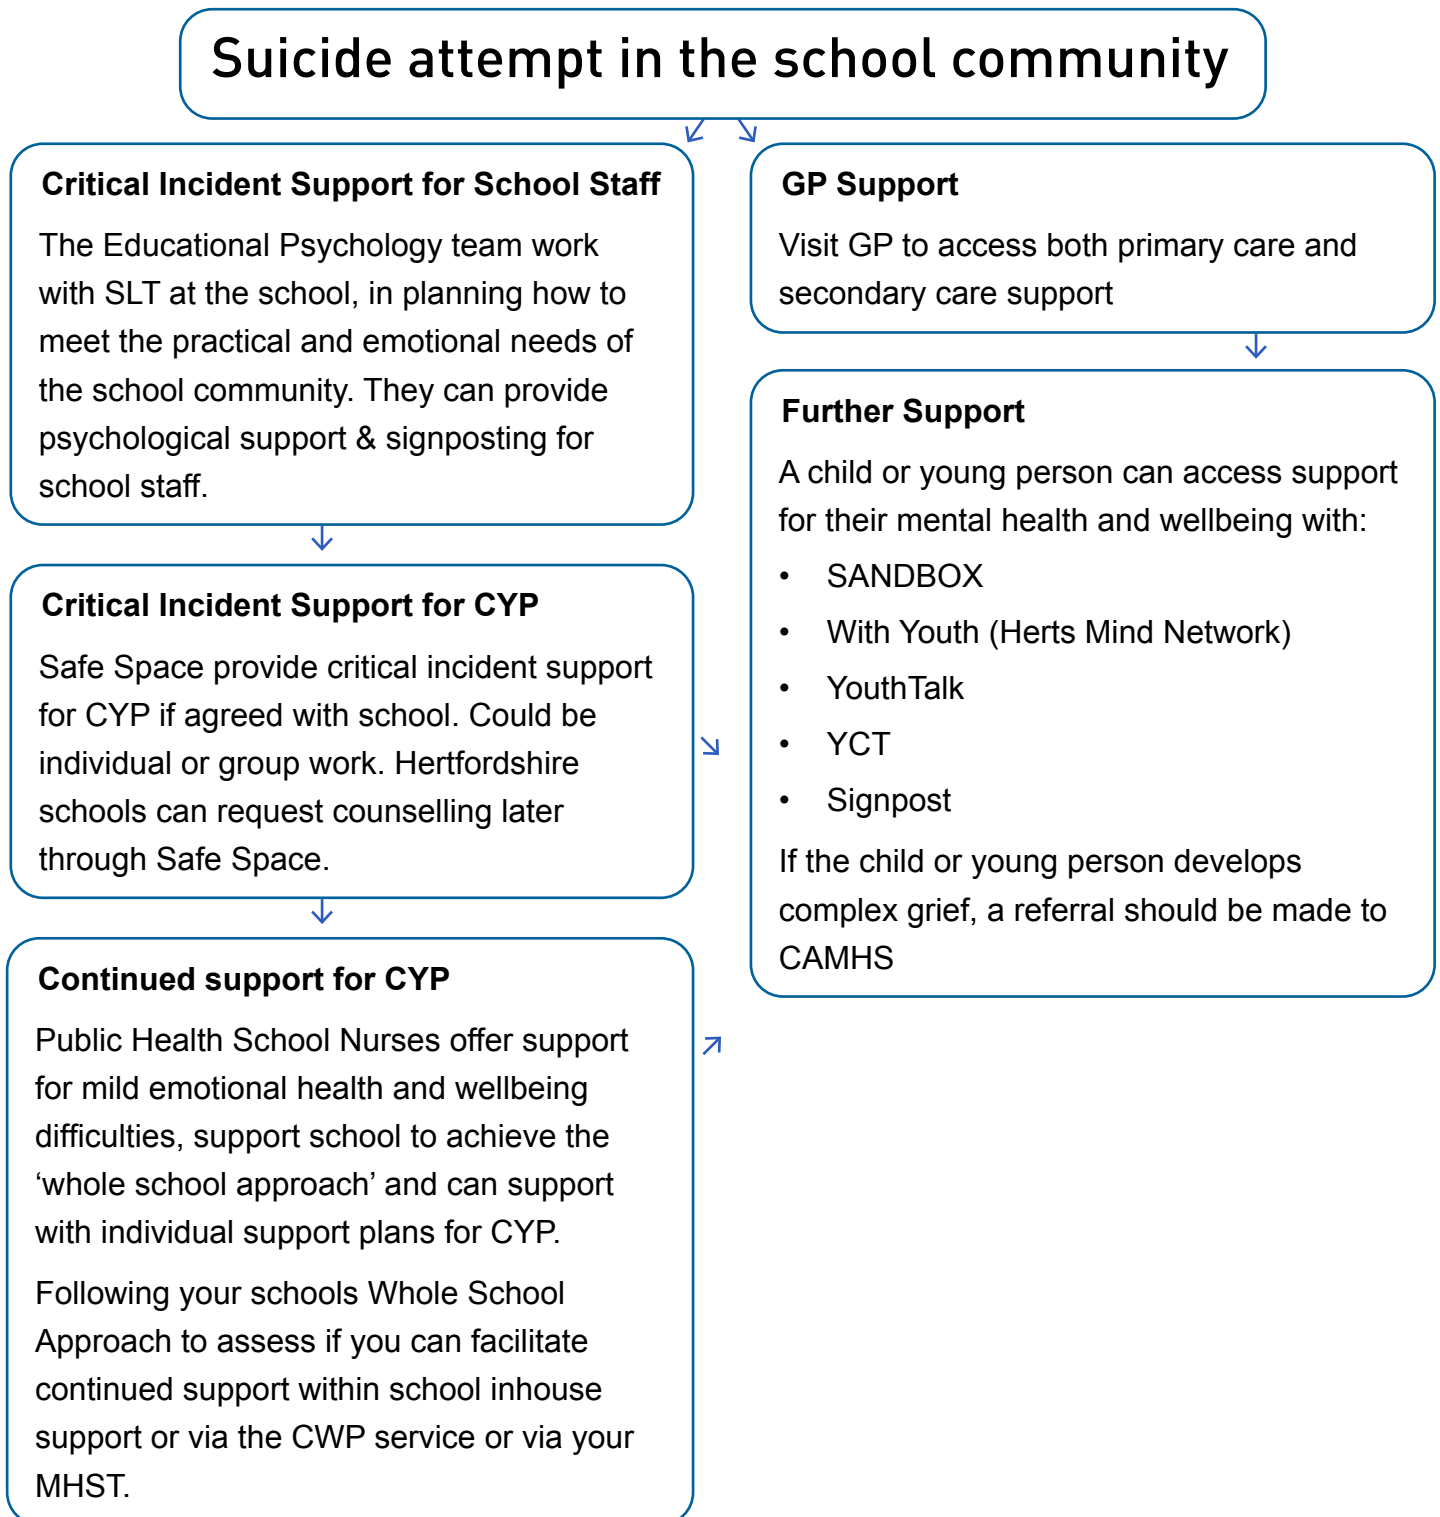 Suicide attempt in the school community
Critical Incident Support for School Staff
The Educational Psychology team work
with SLT at the school, in planning how to
meet the practical and emotional needs of
the school community. They can provide
psychological support & signposting for
school staff.
Critical Incident Support for CYP
Safe Space provide critical incident support
for CYP if agreed with school. Could be
individual or group work. Hertfordshire
schools can request counselling later
through Safe Space.
Continued support for CYP
Public Health School Nurses offer support
for mild emotional health and wellbeing
difficulties, support school to achieve the
‘whole school approach’ and can support
with individual support plans for CYP.
Following your schools Whole School
Approach to assess if you can facilitate
continued support within school inhouse
support or via the CWP service or via your
MHST.
GP Support
Visit GP to access both primary care and
secondary care support
Further Support
A child or young person can access support
for their mental health and wellbeing with:
• SANDBOX
• With Youth (Herts Mind Network)
• YouthTalk
• YCT
• Signpost
If the child or young person develops
complex grief, a referral should be made to
CAMHS